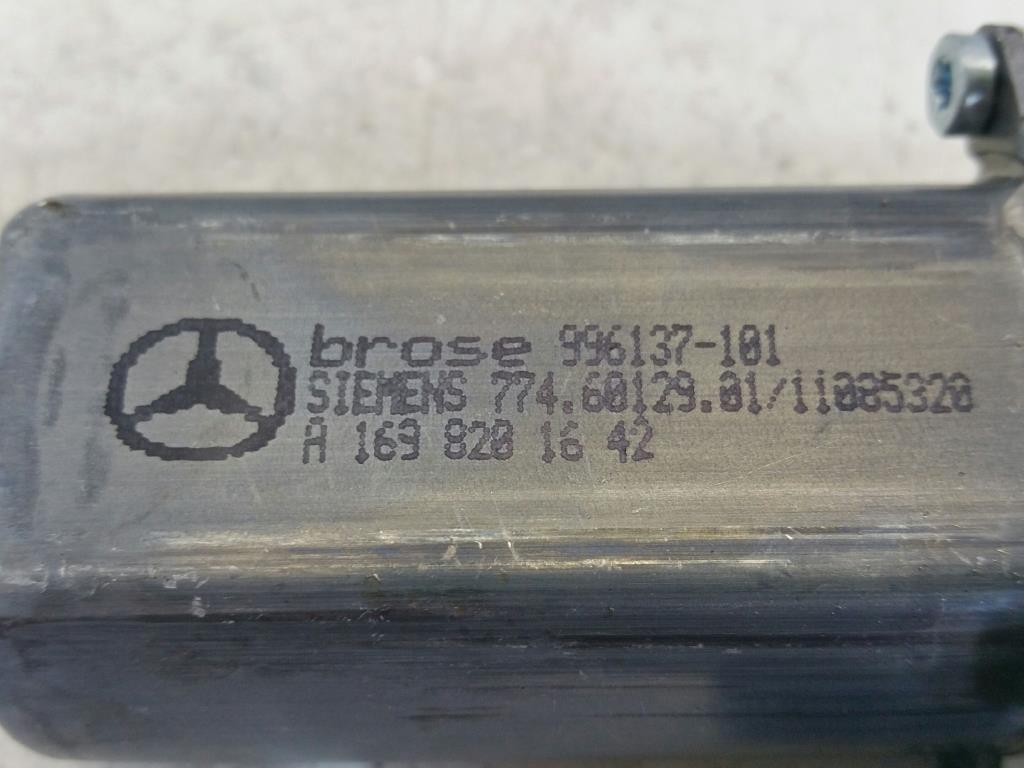 brose 996137-101
SIEMENS 774.60129.01/11085320
A 169 820 16 42